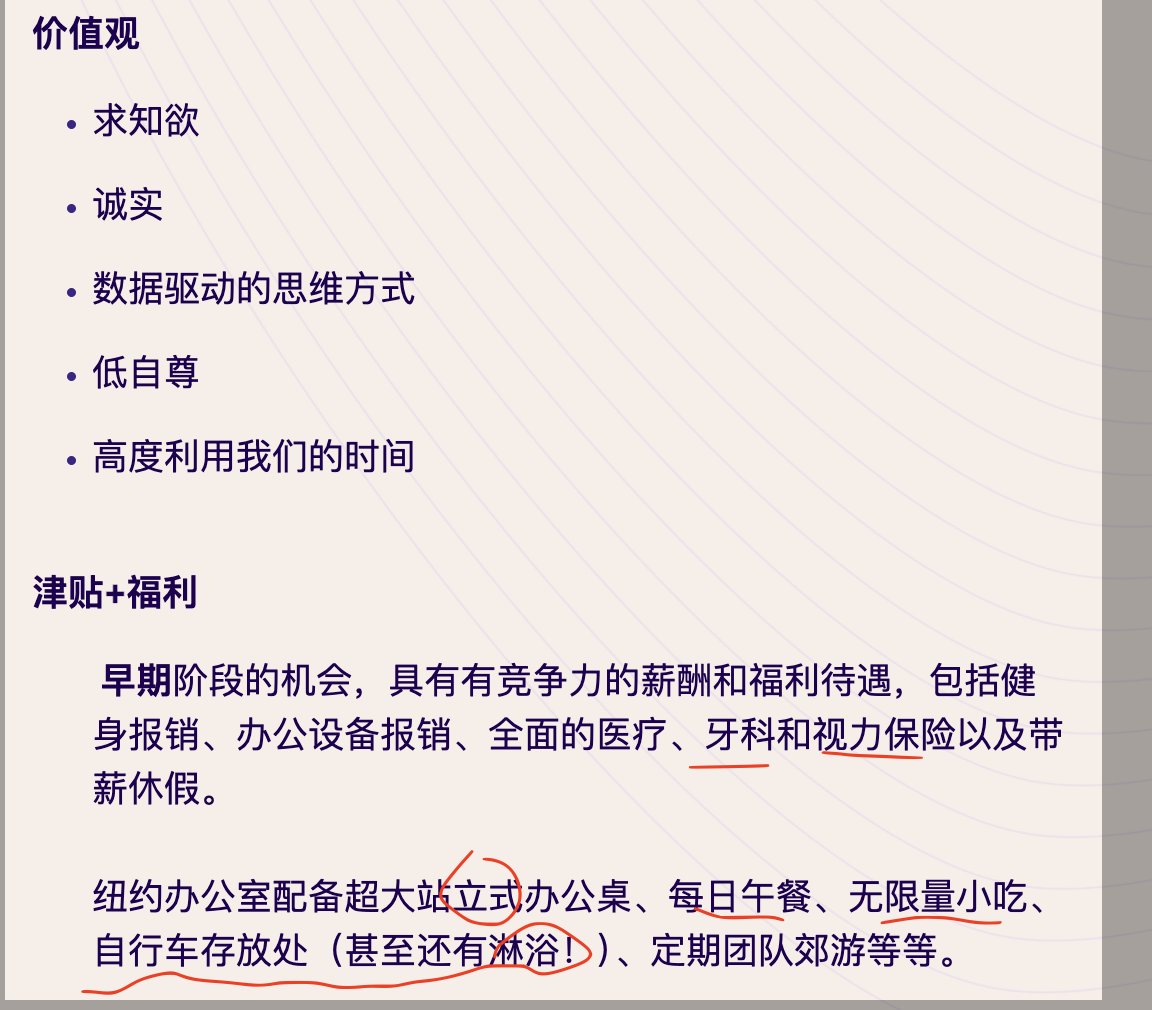 价值观
求知欲
诚实
数据驱动的思维方式
低自尊
高度利用我们的时间
津贴+福利
早期阶段的机会，具有有竞争力的薪酬和福利待遇，包括健
身报销、办公设备报销、全面的医疗、牙科和视力保险以及带
薪休假。
纽约办公室配备超大站立式办公桌、每日午餐、无限量小吃、
自行车存放处（甚至还有淋浴！）、定期团队郊游等等。